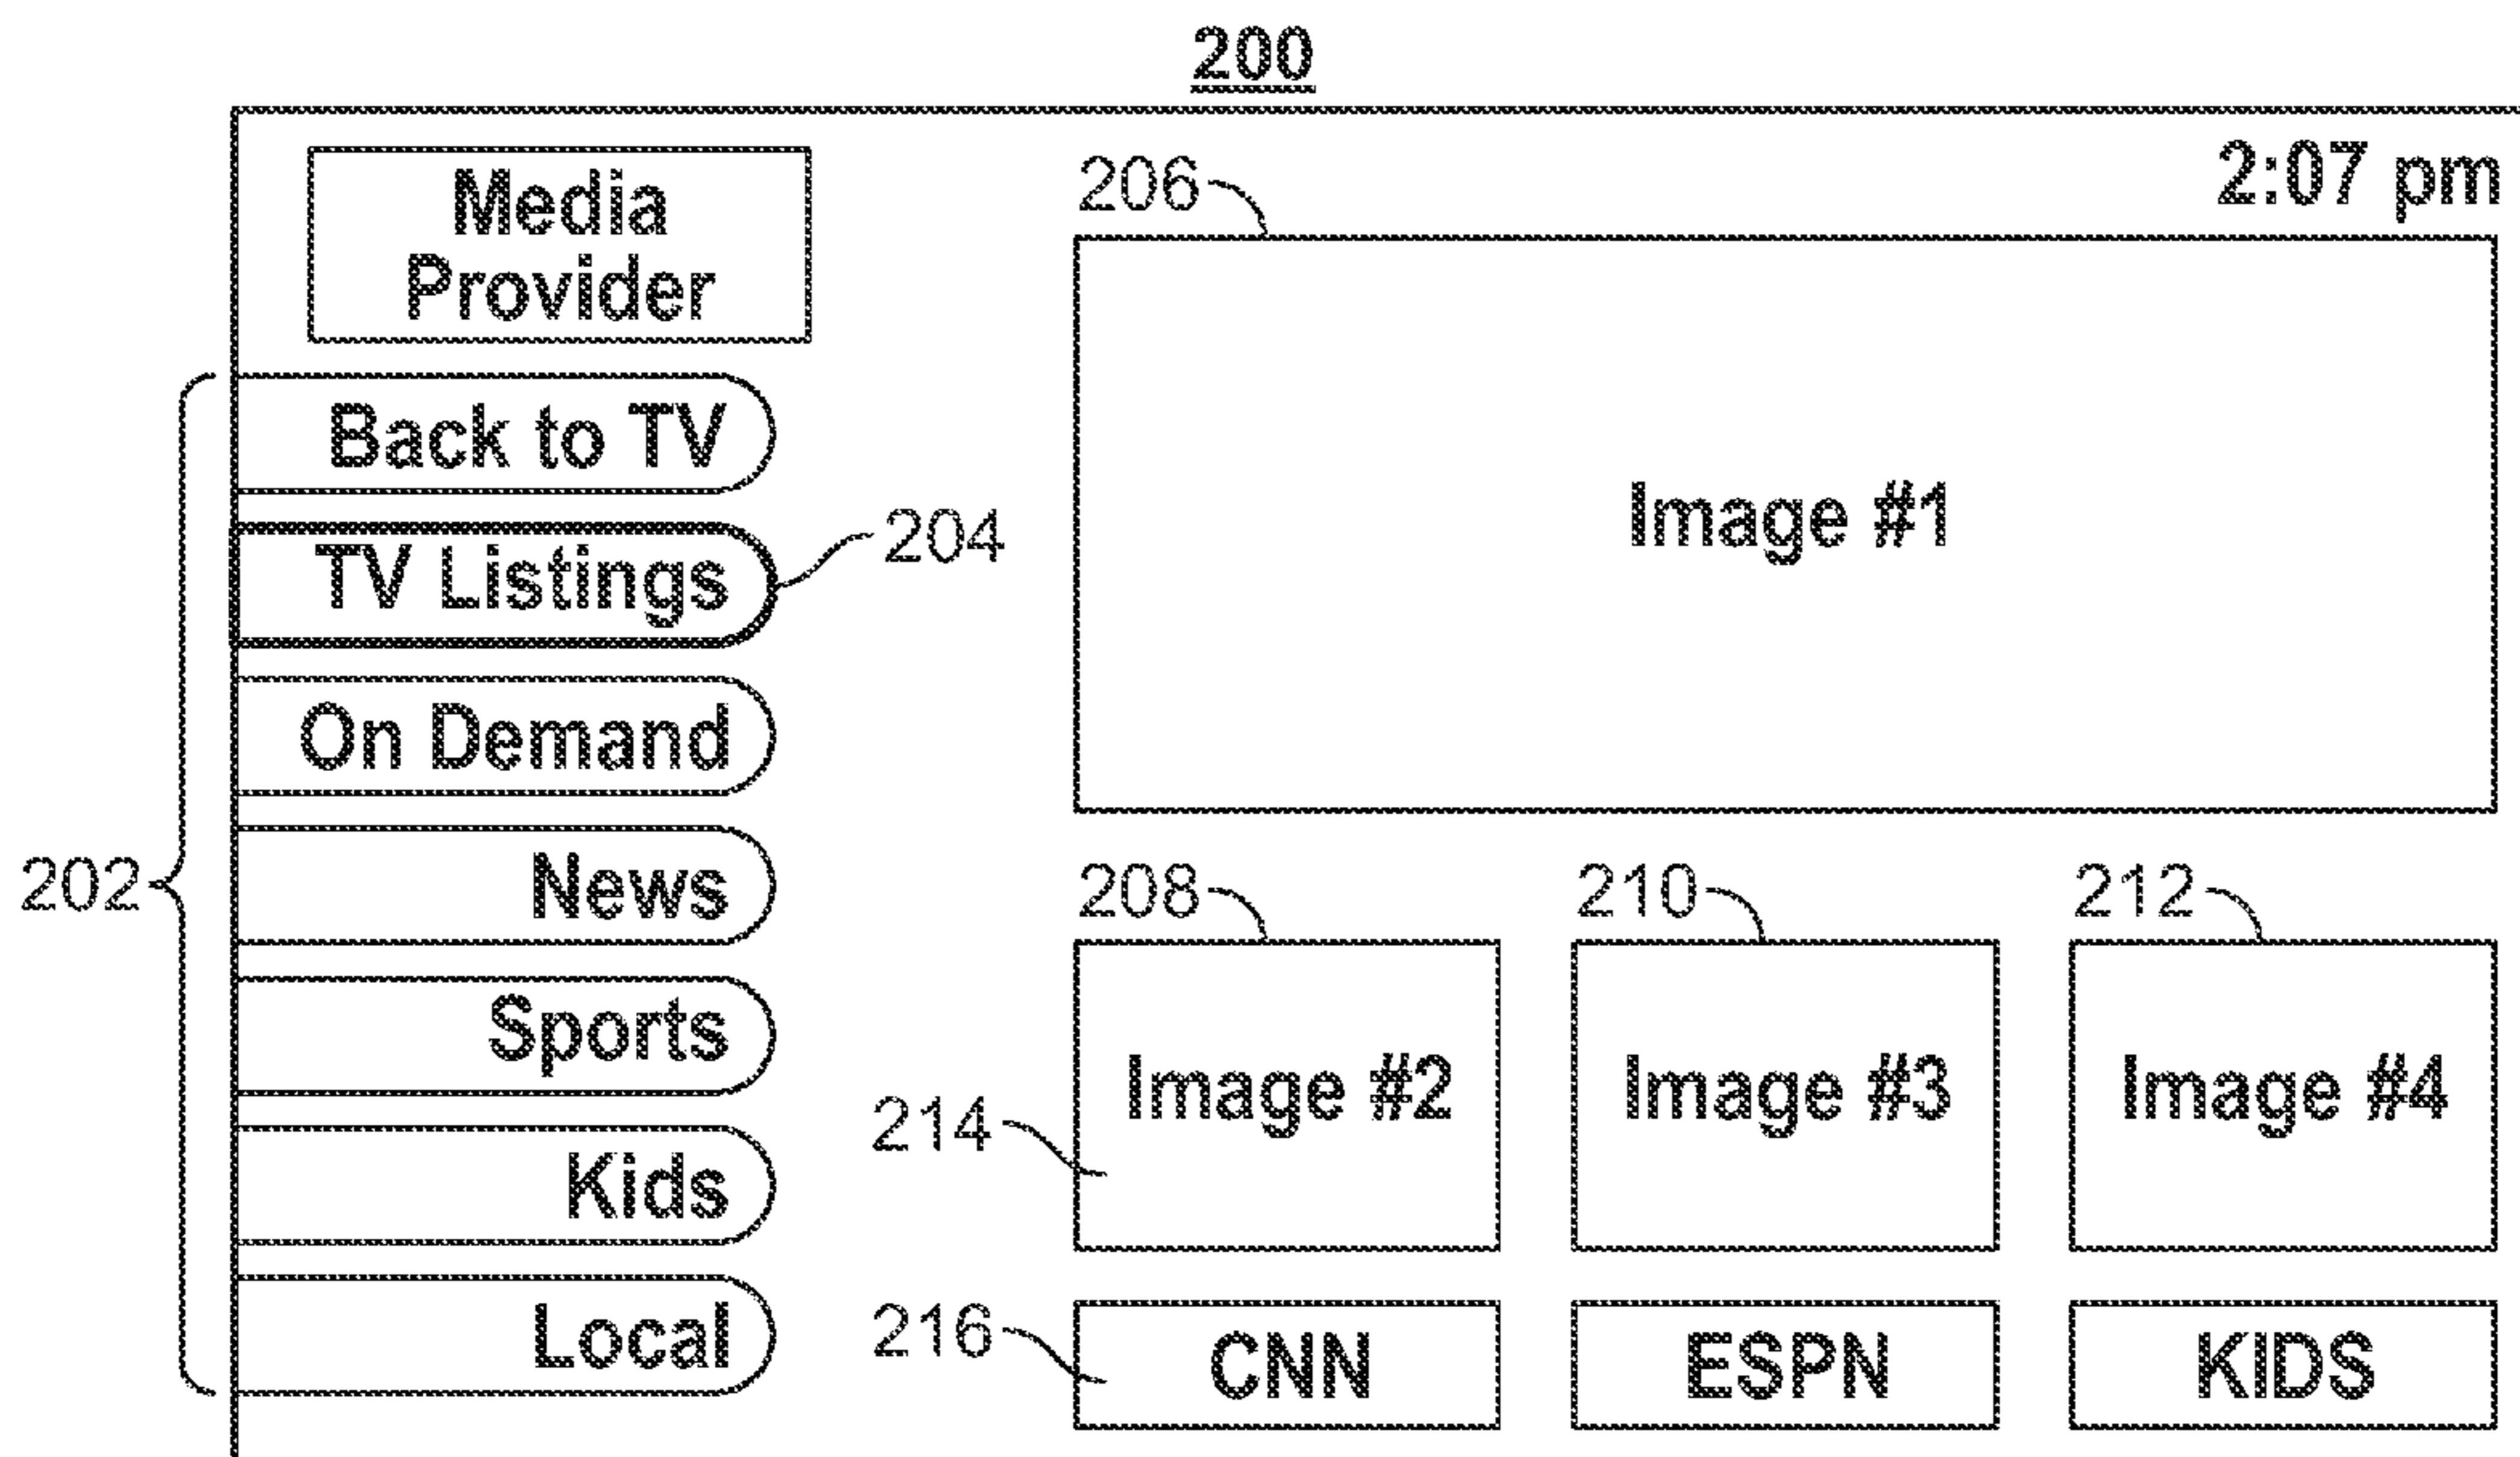 200
2:07 pm
Media
Provider
206
Back to TV
TV Listings
204
Image #1
On Demand
202
News
208
210
212
Sports
Image #2
Image #3
Image #4
214
Kids
Local
216
CNN
ESPN
KIDS